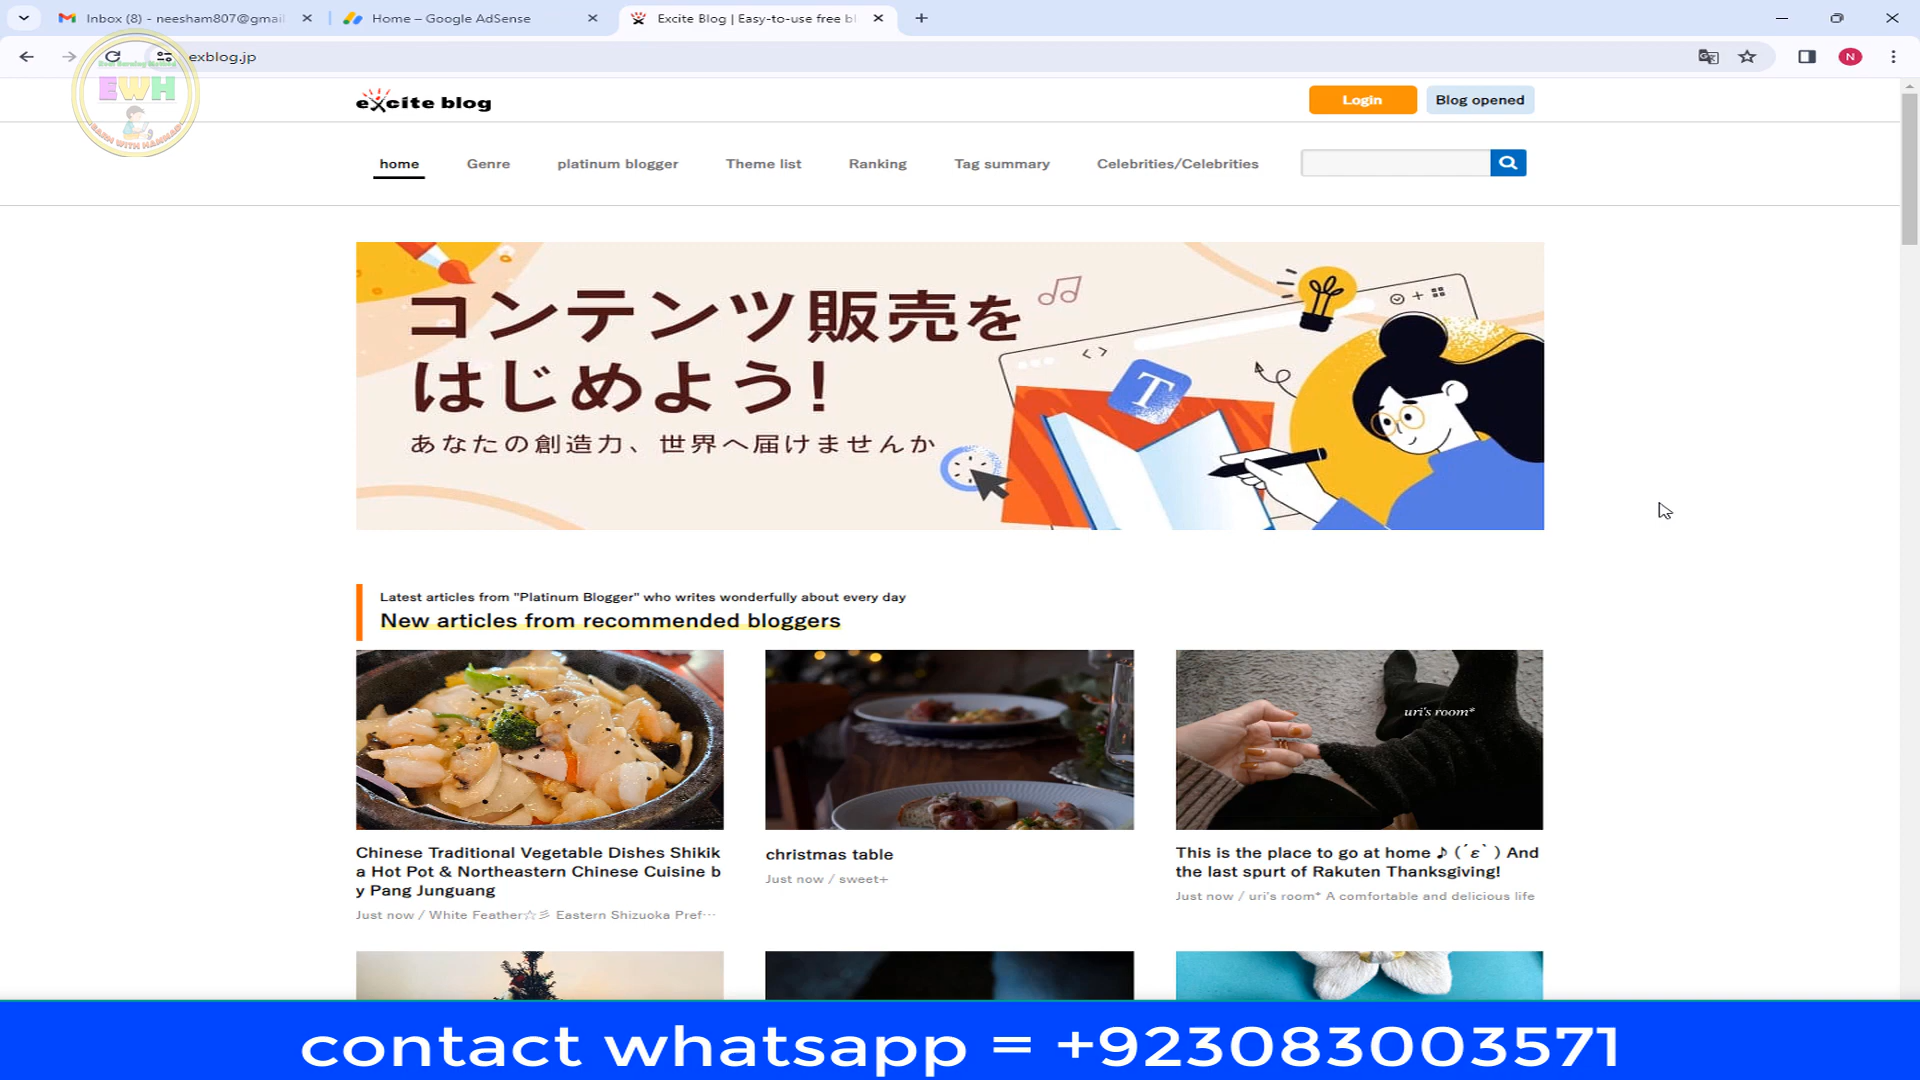 Inbox (8) - neesham807@gmail
Home – Google AdSense
Excite Blog | Easy-to-use free bl
exblog.jp
N
EWH
EARN WITH HAMMAD
excite blog
Login
Blog opened
home
Genre
platinum blogger
Theme list
Ranking
Tag summary
Celebrities/Celebrities
コンテンツ販売を
はじめよう!
あなたの創造力、世界へ届けませんか
T
Latest articles from "Platinum Blogger" who writes wonderfully about every day
New articles from recommended bloggers
uri's room*
Chinese Traditional Vegetable Dishes Shikik
a Hot Pot & Northeastern Chinese Cuisine b
y Pang Junguang
Just now / White Feather☆彡 Eastern Shizuoka Pref…
christmas table
Just now / sweet+
This is the place to go at home ♪ (´ε` ) And
the last spurt of Rakuten Thanksgiving!
Just now / uri's room* A comfortable and delicious life
contact whatsapp = +923083003571